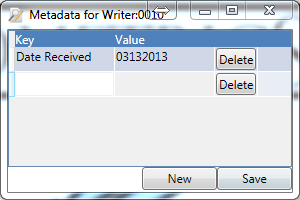 Metadata for Writer:0010
Key Value
Date Received 03132013 Delete
Delete
New Save